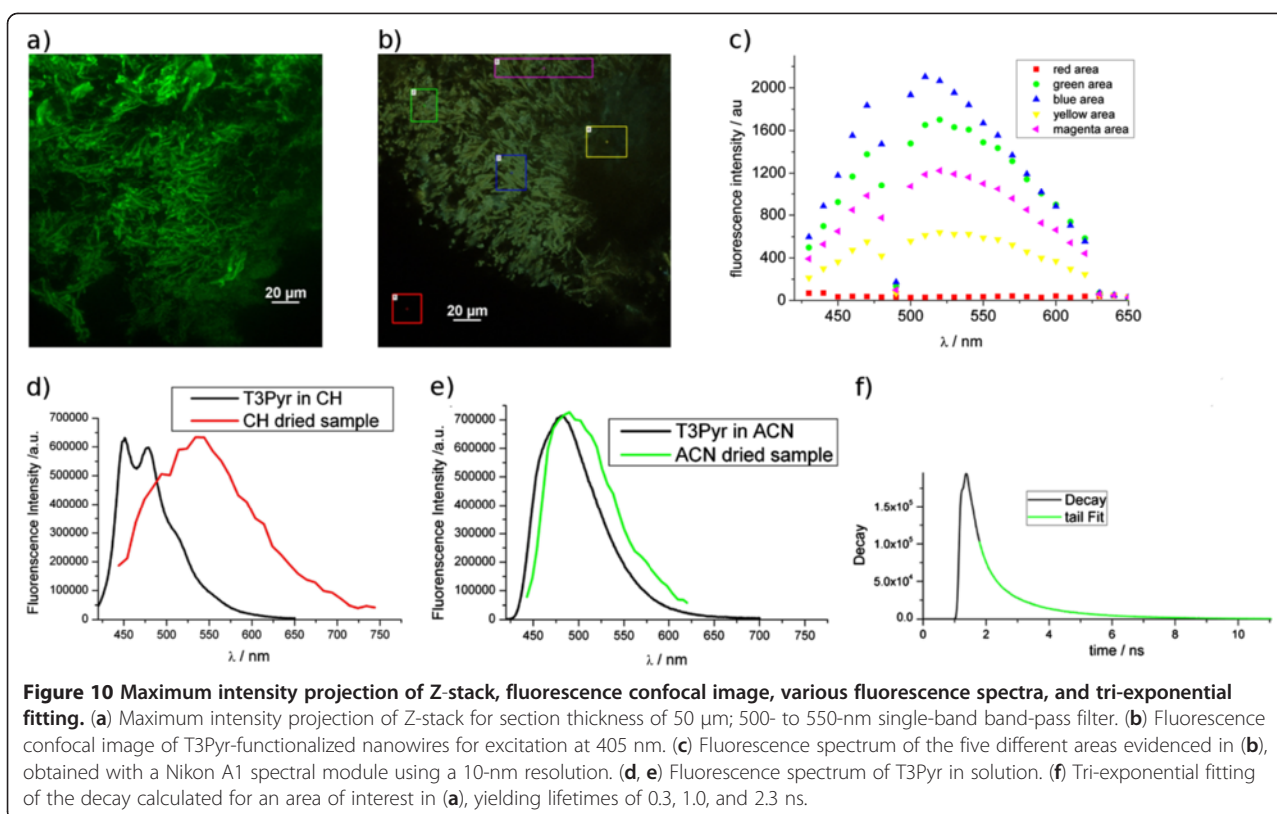 a)
b)
c)
20 µm
20 µm
red area
green area
blue area
yellow area
magenta area
fluorescence intensity / au
2000
1600
1200
800
400
0
450 500 550 600 650
λ / nm
d)
T3Pyr in CH
CH dried sample
Fluorenscence Intensity /a.u.
700000
600000
500000
400000
300000
200000
100000
0
450 500 550 600 650 700 750
λ / nm
e)
T3Pyr in ACN
ACN dried sample
Fluorenscence Intensity /a.u.
700000
600000
500000
400000
300000
200000
100000
0
450 500 550 600 650 700 750
λ / nm
f)
Decay
tail Fit
Decay
1.5x10⁵
1.0x10⁵
5.0x10⁴
0.0
0 2 4 6 8 10
time / ns
Figure 10 Maximum intensity projection of Z-stack, fluorescence confocal image, various fluorescence spectra, and tri-exponential
fitting. (a) Maximum intensity projection of Z-stack for section thickness of 50 μm; 500- to 550-nm single-band band-pass filter. (b) Fluorescence
confocal image of T3Pyr-functionalized nanowires for excitation at 405 nm. (c) Fluorescence spectrum of the five different areas evidenced in (b),
obtained with a Nikon A1 spectral module using a 10-nm resolution. (d, e) Fluorescence spectrum of T3Pyr in solution. (f) Tri-exponential fitting
of the decay calculated for an area of interest in (a), yielding lifetimes of 0.3, 1.0, and 2.3 ns.